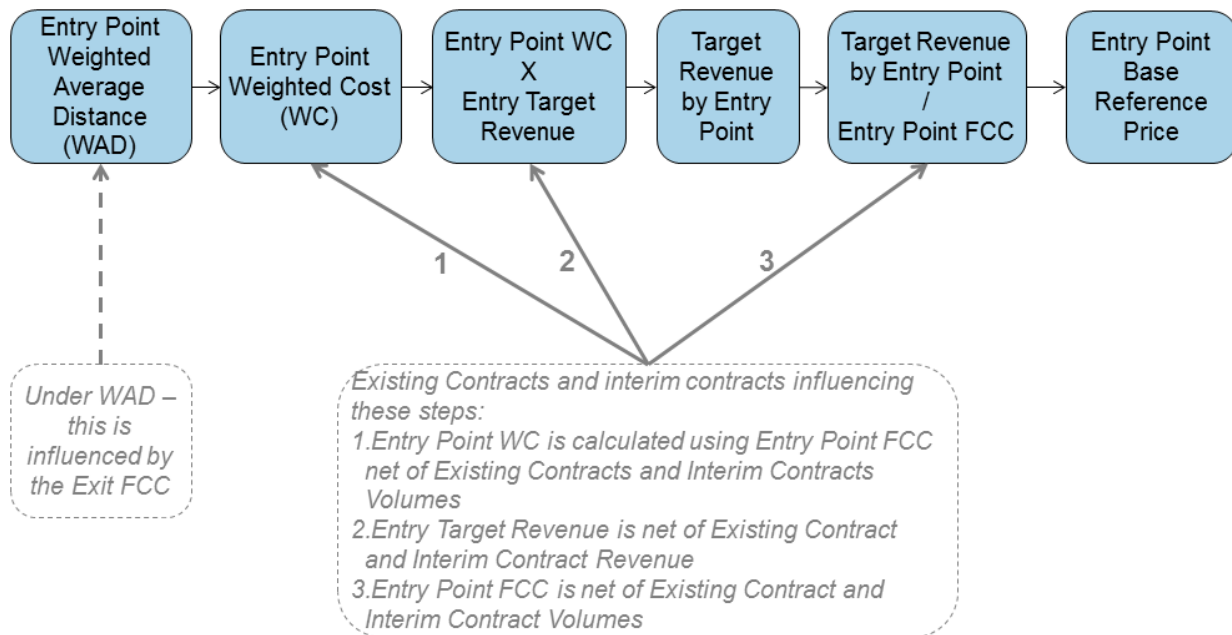 Entry Point
Weighted
Average
Distance
(WAD)
Entry Point
Weighted Cost
(WC)
Entry Point WC
X
Entry Target
Revenue
Target
Revenue
by Entry
Point
Target Revenue
by Entry Point
/
Entry Point FCC
Entry Point
Base
Reference
Price
1
2
3
Under WAD –
this is
influenced by
the Exit FCC
Existing Contracts and interim contracts influencing
these steps:
1.Entry Point WC is calculated using Entry Point FCC
net of Existing Contracts and Interim Contracts
Volumes
2.Entry Target Revenue is net of Existing Contract
and Interim Contract Revenue
3.Entry Point FCC is net of Existing Contract and
Interim Contract Volumes